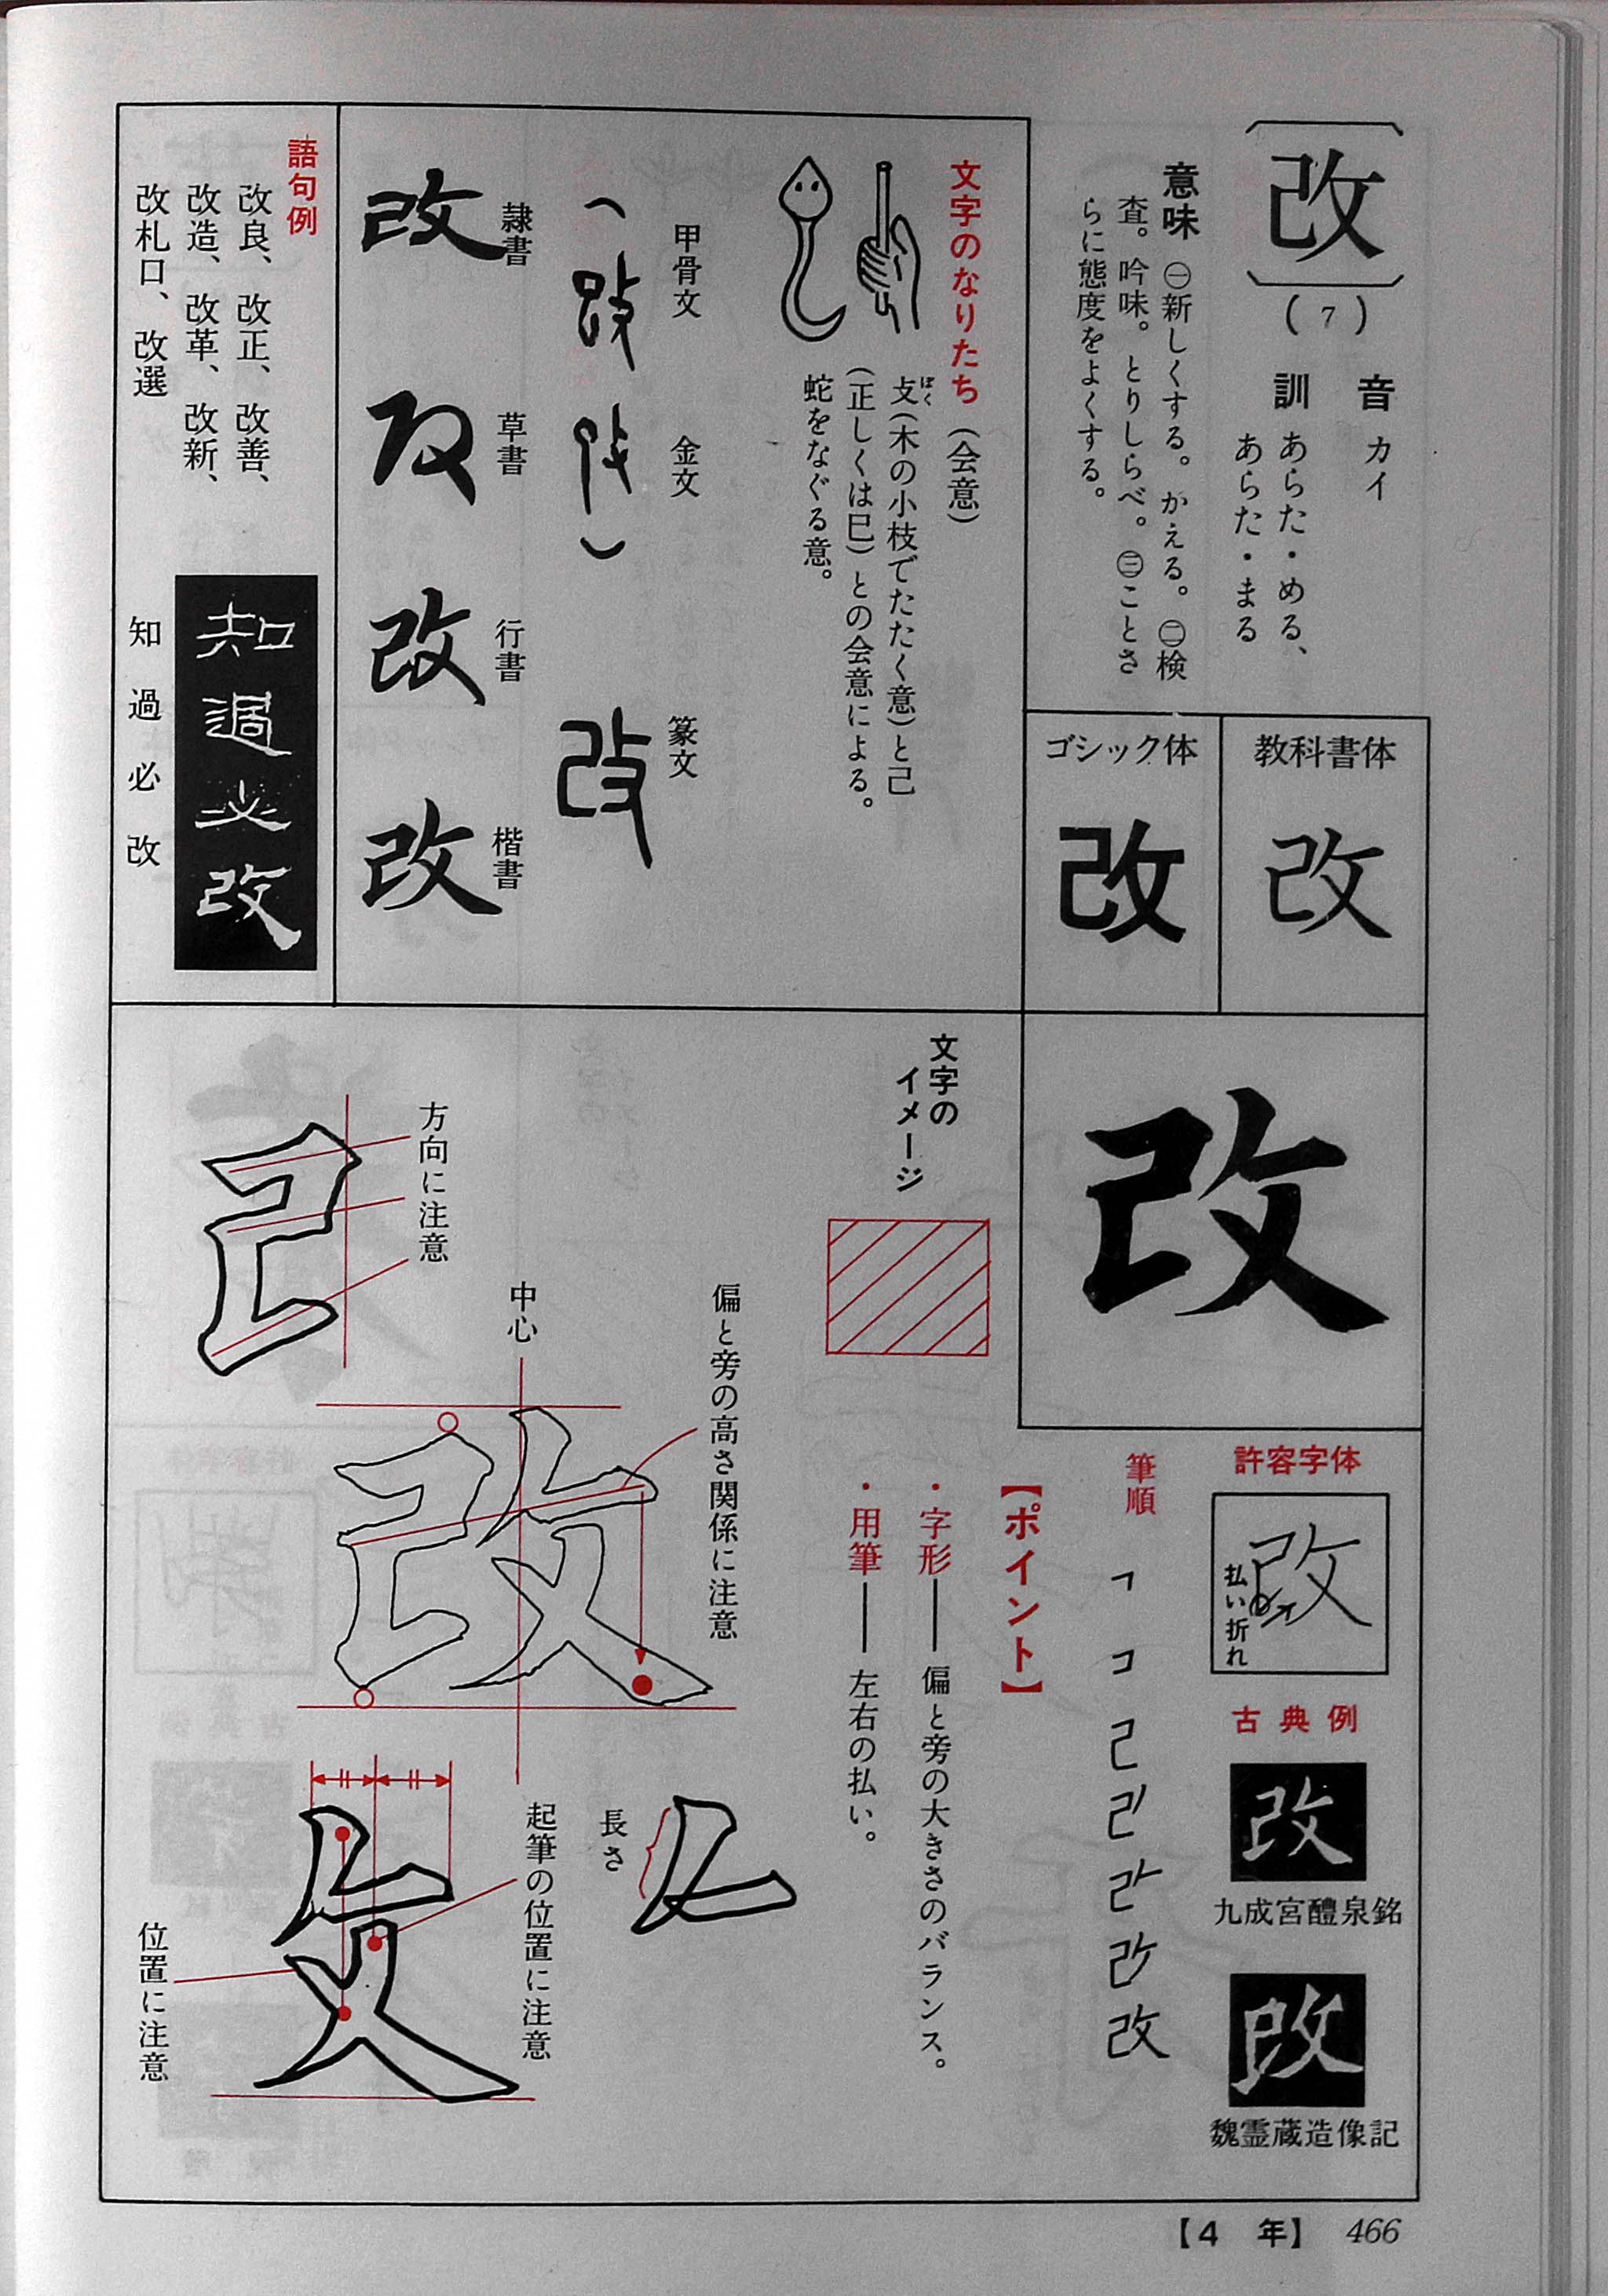 改
(7)
音 カイ
訓 あらた・める、
あらた・まる
意味 ㊀新しくする。かえる。㊁検
査。吟味。とりしらべ。㊂ことさ
らに態度をよくする。
教科書体
改
ゴシック体
改
文字のなりたち（会意）
攴（木の小枝でたたく意）と己
ぼく
（正しくは巳）との会意による。
蛇をなぐる意。
甲骨文
金文
篆文
改
隷書
改
草書
改
行書
改
楷書
改
語句例
改良、改正、改善、
改造、改革、改新、
改札口、改選
知過必改
知過必改
改
許容字体
改
払い折れ
古典例
改
九成宮醴泉銘
改
魏霊蔵造像記
筆順
改
【ポイント】
・字形──偏と旁の大きさのバランス。
・用筆──左右の払い。
文字の
イメージ
偏と旁の高さ関係に注意
中心
方向に注意
長さ
起筆の位置に注意
位置に注意
【4 年】 466